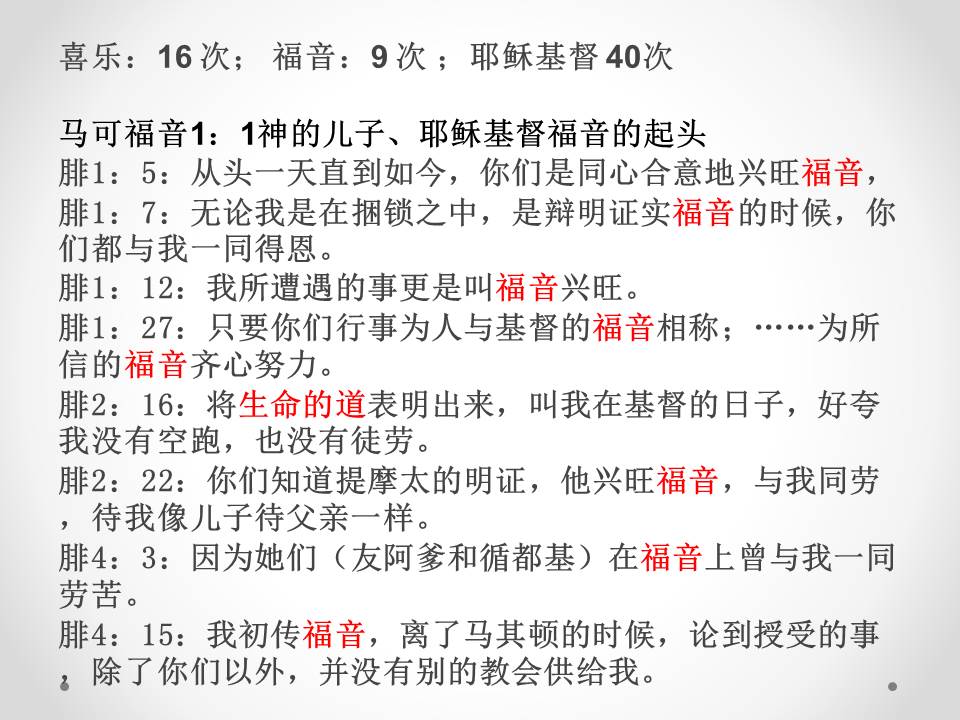 喜乐：16 次； 福音：9 次 ；耶稣基督 40次
马可福音1：1神的儿子、耶稣基督福音的起头
腓1：5：从头一天直到如今，你们是同心合意地兴旺福音，
腓1：7：无论我是在捆锁之中，是辩明证实福音的时候，你
们都与我一同得恩。
腓1：12：我所遭遇的事更是叫福音兴旺。
腓1：27：只要你们行事为人与基督的福音相称；……为所
信的福音齐心努力。
腓2：16：将生命的道表明出来，叫我在基督的日子，好夸
我没有空跑，也没有徒劳。
腓2：22：你们知道提摩太的明证，他兴旺福音，与我同劳
，待我像儿子待父亲一样。
腓4：3：因为她们（友阿爹和循都基）在福音上曾与我一同
劳苦。
腓4：15：我初传福音，离了马其顿的时候，论到授受的事
，除了你们以外，并没有别的教会供给我。